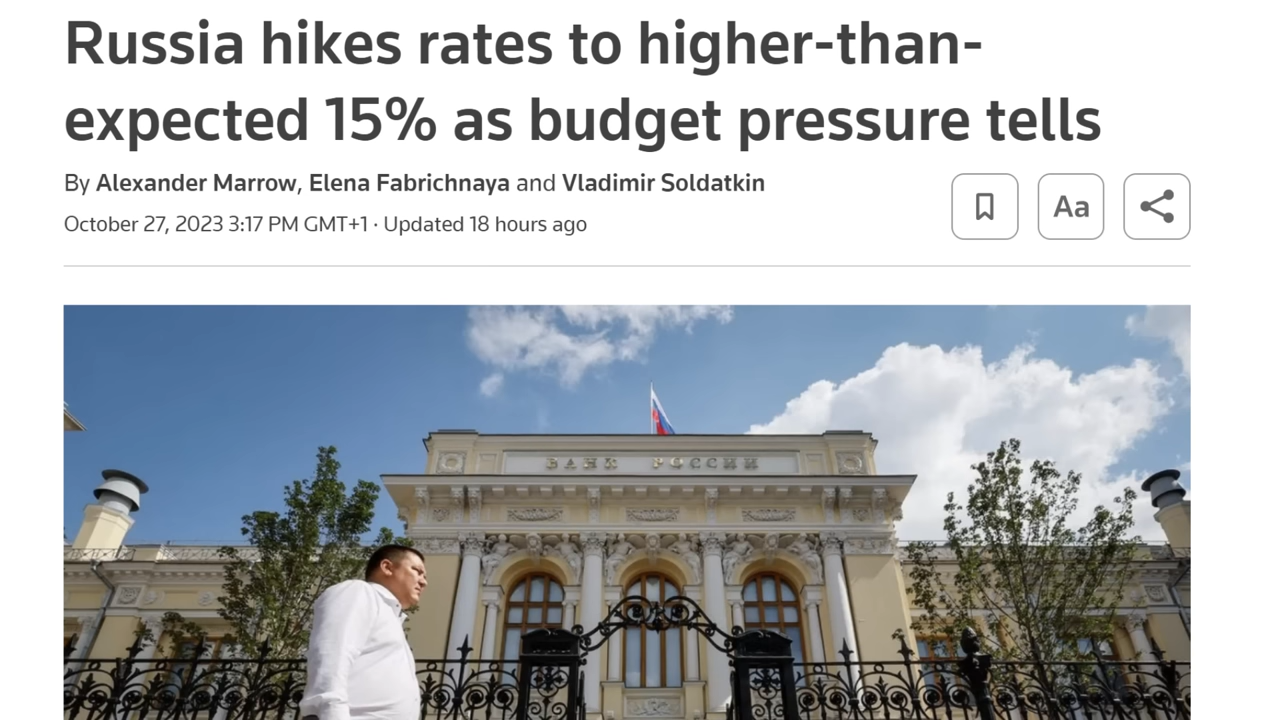 Russia hikes rates to higher-than-
expected 15% as budget pressure tells
By Alexander Marrow, Elena Fabrichnaya and Vladimir Soldatkin
October 27, 2023 3:17 PM GMT+1 · Updated 18 hours ago
Aa
БАНК РОССИИ